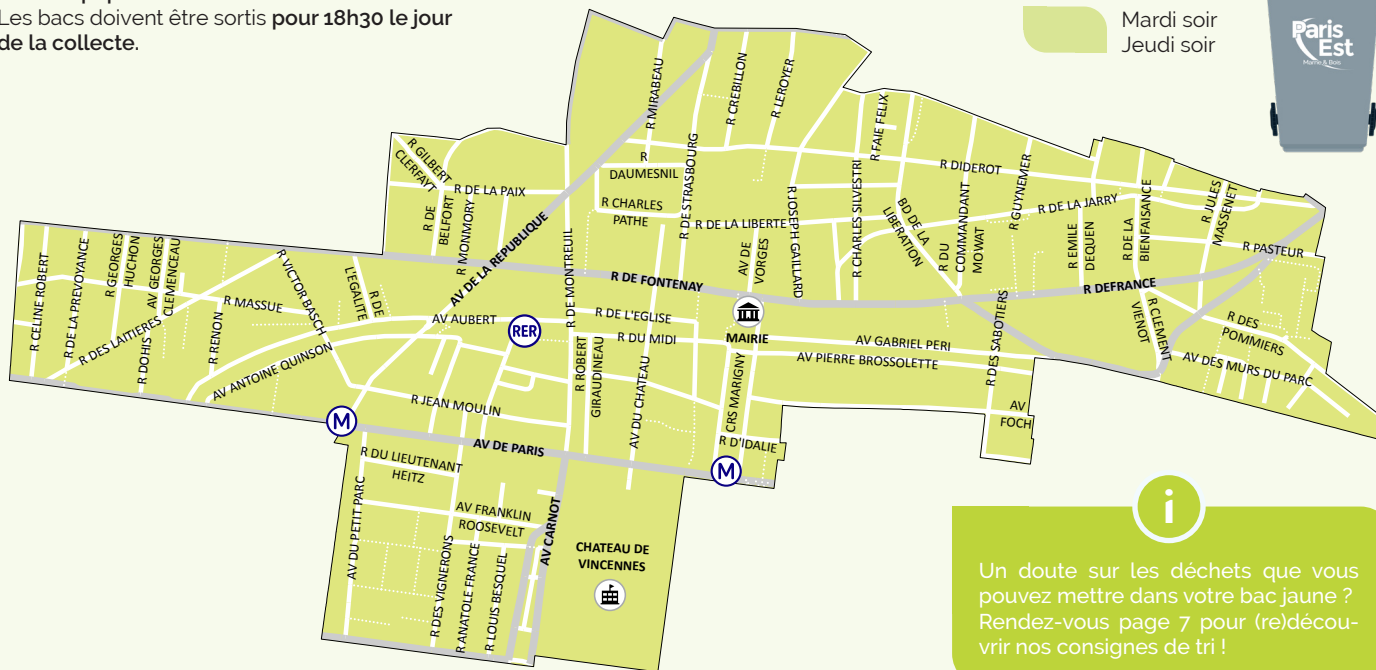 Les bacs doivent être sortis pour 18h30 le jour
de la collecte.
Mardi soir
Jeudi soir
Paris
Est
Marne & Bois
R MIRABEAU
R CREBILLON
R LEROYER
R FAIE FELIX
R GILBERT
CLERFAYT
R DE LA PAIX
R DE
BELFORT
R MONMORY
AV DE LA REPUBLIQUE
R DE MONTREUIL
R
DAUMESNIL
R CHARLES
PATHE
R DE STRASBOURG
R DE LA LIBERTE
R JOSEPH GAILLARD
R CHARLES SILVESTRI
R DIDEROT
BD DE LA
LIBERATION
R DU
COMMANDANT
MOWAT
R GUYNEMER
R DE LA JARRY
R EMILE
DEQUEN
R DE LA
BIENFAISANCE
R JULES
MASSENET
R PASTEUR
R CELINE ROBERT
R DE LA PREVOYANCE
R GEORGES
HUCHON
AV GEORGES
CLEMENCEAU
R DES LAITIERES
R DOHIS
R RENON
R MASSUE
R VICTOR BASCH
R DE
L'EGALITE
AV ANTOINE QUINSON
AV AUBERT
RER
R DE FONTENAY
AV DE
VORGES
R DE L'EGLISE
R DU MIDI
MAIRIE
R DEFRANCE
AV GABRIEL PERI
AV PIERRE BROSSOLETTE
R DES SABOTIERS
R CLEMENT
VIENOT
R DES
POMMIERS
AV DES MURS DU PARC
R ROBERT
GIRAUDINEAU
AV DU CHATEAU
CRS MARIGNY
R D'IDALIE
AV
FOCH
M
R JEAN MOULIN
AV DE PARIS
M
R DU LIEUTENANT
HEITZ
AV DU PETIT PARC
AV FRANKLIN
ROOSEVELT
R DES VIGNERONS
R ANATOLE FRANCE
R LOUIS BESQUEL
AV CARNOT
CHATEAU DE
VINCENNES
i
Un doute sur les déchets que vous
pouvez mettre dans votre bac jaune ?
Rendez-vous page 7 pour (re)décou-
vrir nos consignes de tri !